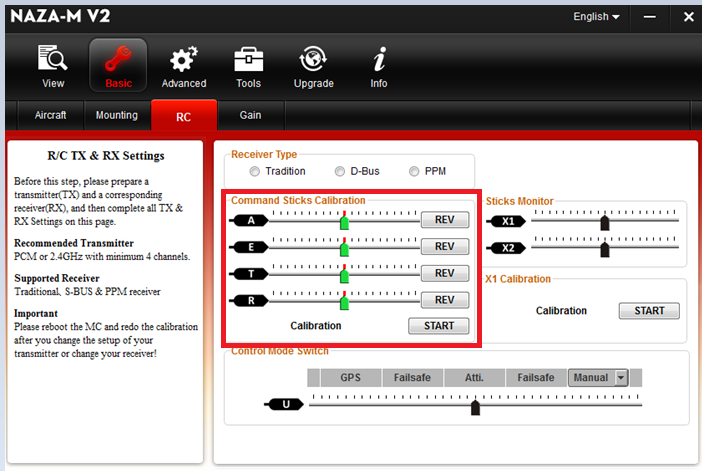 NAZA-M V2
English
View
Basic
Advanced
Tools
Upgrade
Info
Aircraft
Mounting
RC
Gain
R/C TX & RX Settings
Before this step, please prepare a
transmitter(TX) and a corresponding
receiver(RX), and then complete all TX &
RX Settings on this page.
Recommended Transmitter
PCM or 2.4GHz with minimum 4 channels.
Supported Receiver
Traditional, S-BUS & PPM receiver
Important
Please reboot the MC and redo the calibration
after you change the setup of your
transmitter or change your receiver!
Receiver Type
Tradition
D-Bus
PPM
Command Sticks Calibration
A
REV
E
REV
T
REV
R
REV
Calibration
START
Sticks Monitor
X1
X2
X1 Calibration
Calibration
START
Control Mode Switch
GPS
Failsafe
Atti.
Failsafe
Manual
U